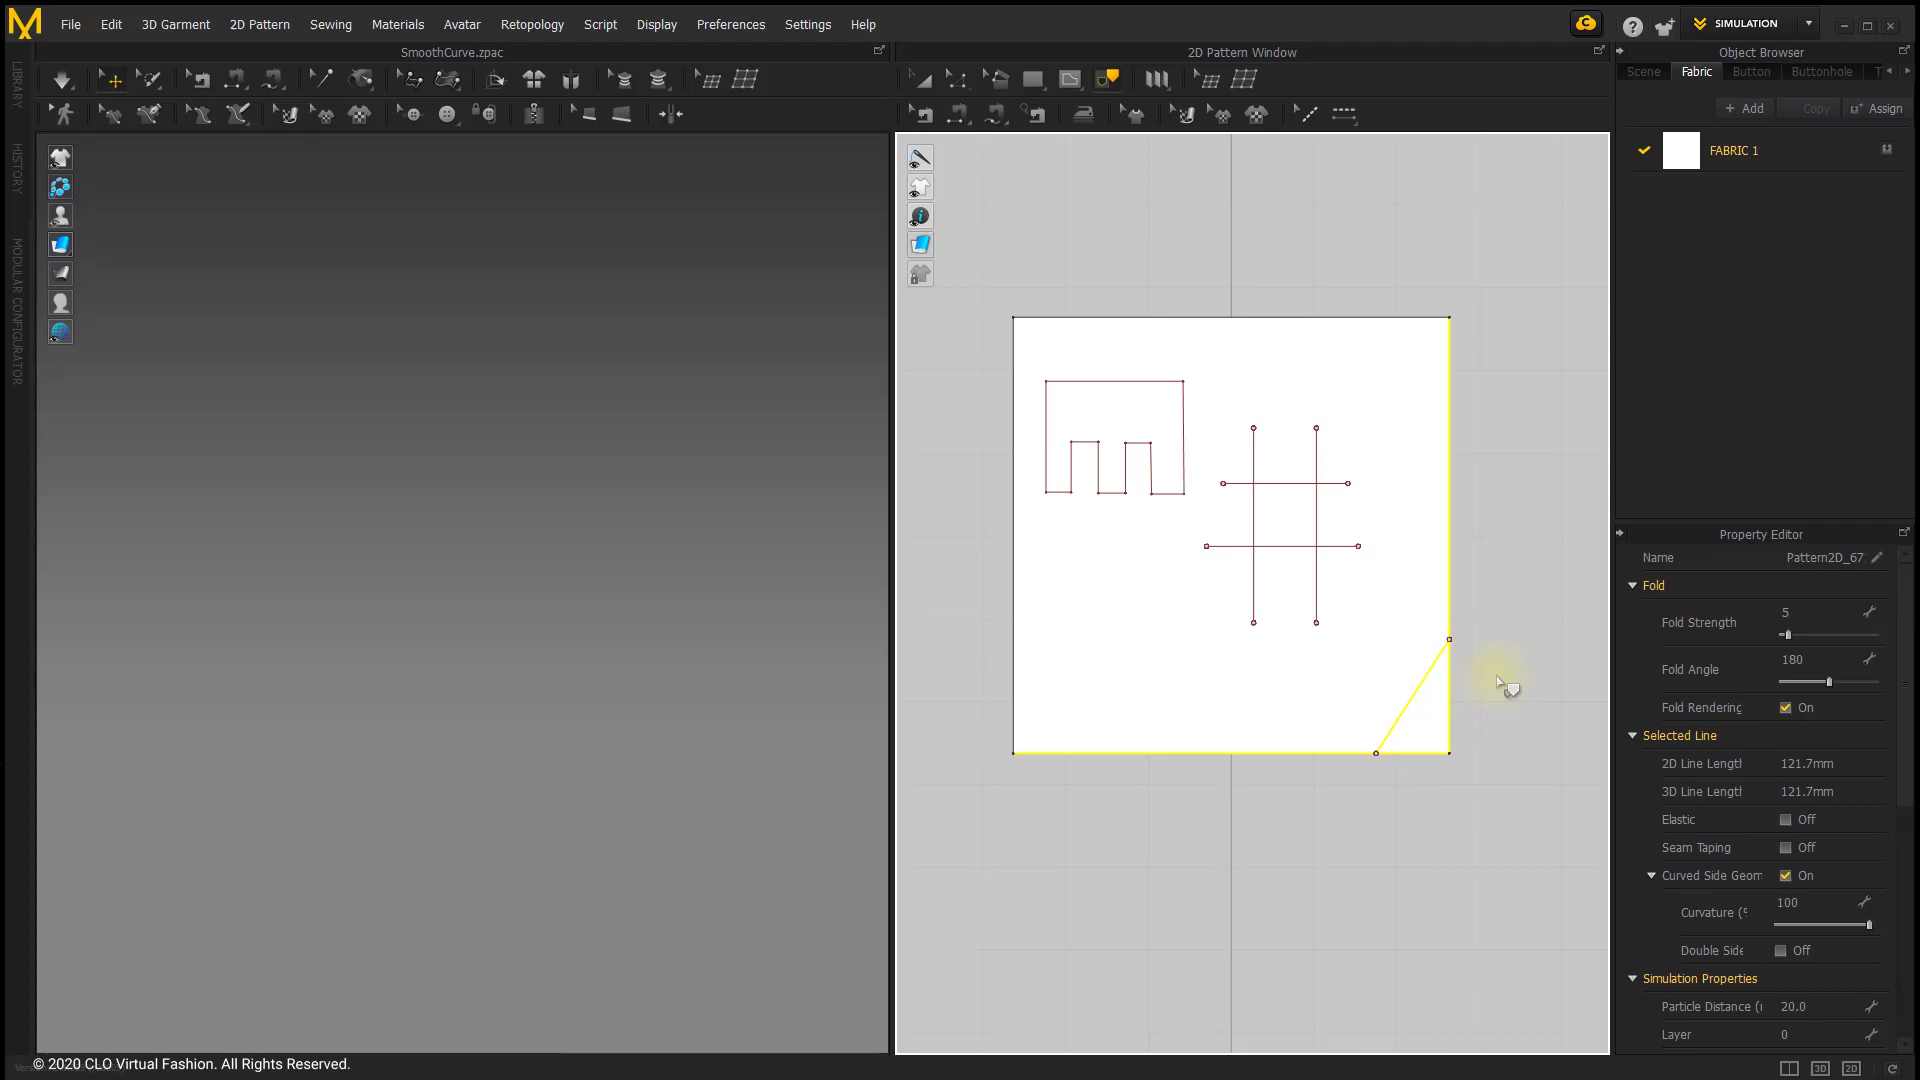 File Edit 3D Garment 2D Pattern Sewing Materials Avatar Retopology Script Display Preferences Settings Help
SIMULATION
SmoothCurve.zpac
2D Pattern Window
Object Browser
Scene Fabric Button Buttonhole T
+ Add Copy Assign
FABRIC 1
LIBRARY
HISTORY
MODULAR CONFIGURATOR
Property Editor
Name Pattern2D_67
Fold
Fold Strength 5
Fold Angle 180
Fold Rendering On
Selected Line
2D Line Lengtl 121.7mm
3D Line Lengtl 121.7mm
Elastic Off
Seam Taping Off
Curved Side Geom On
Curvature (° 100
Double Side Off
Simulation Properties
Particle Distance (ı 20.0
Layer 0
© 2020 CLO Virtual Fashion. All Rights Reserved.
3D 2D